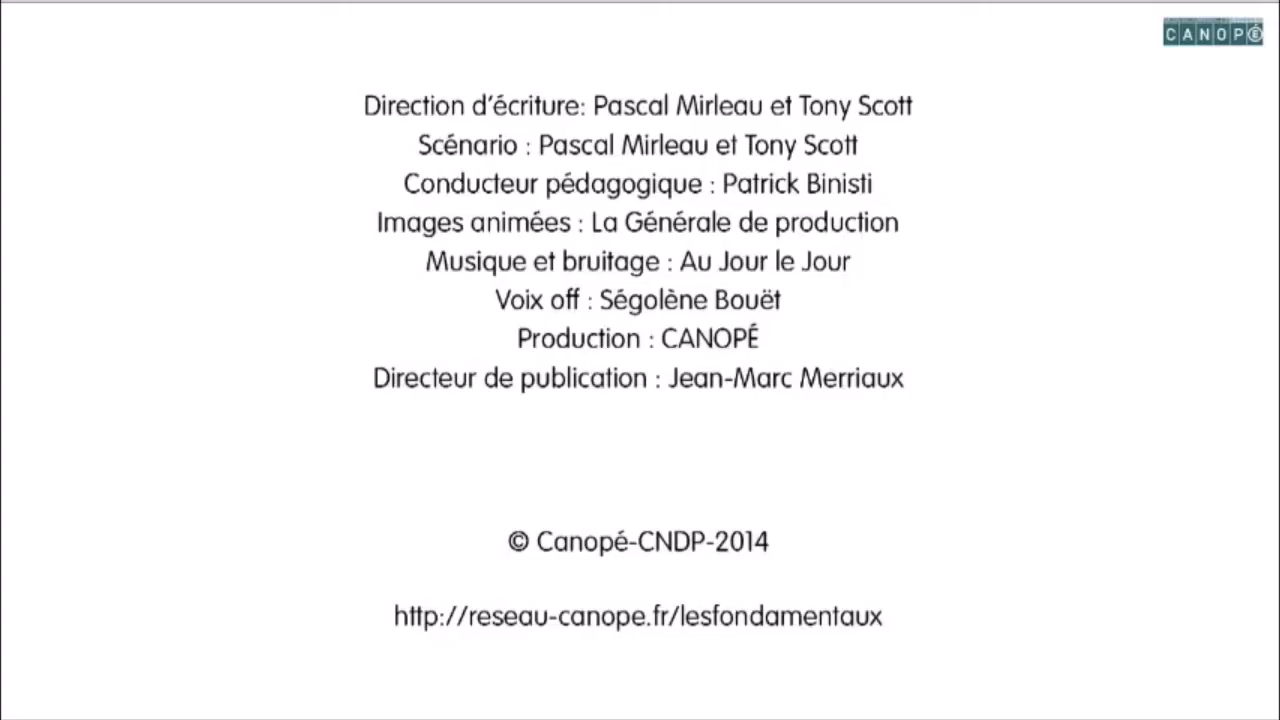 CANOPÉ
Direction d'écriture: Pascal Mirleau et Tony Scott
Scénario : Pascal Mirleau et Tony Scott
Conducteur pédagogique : Patrick Binisti
Images animées : La Générale de production
Musique et bruitage : Au Jour le Jour
Voix off : Ségolène Bouët
Production : CANOPÉ
Directeur de publication : Jean-Marc Merriaux
© Canopé-CNDP-2014
http://reseau-canope.fr/lesfondamentaux